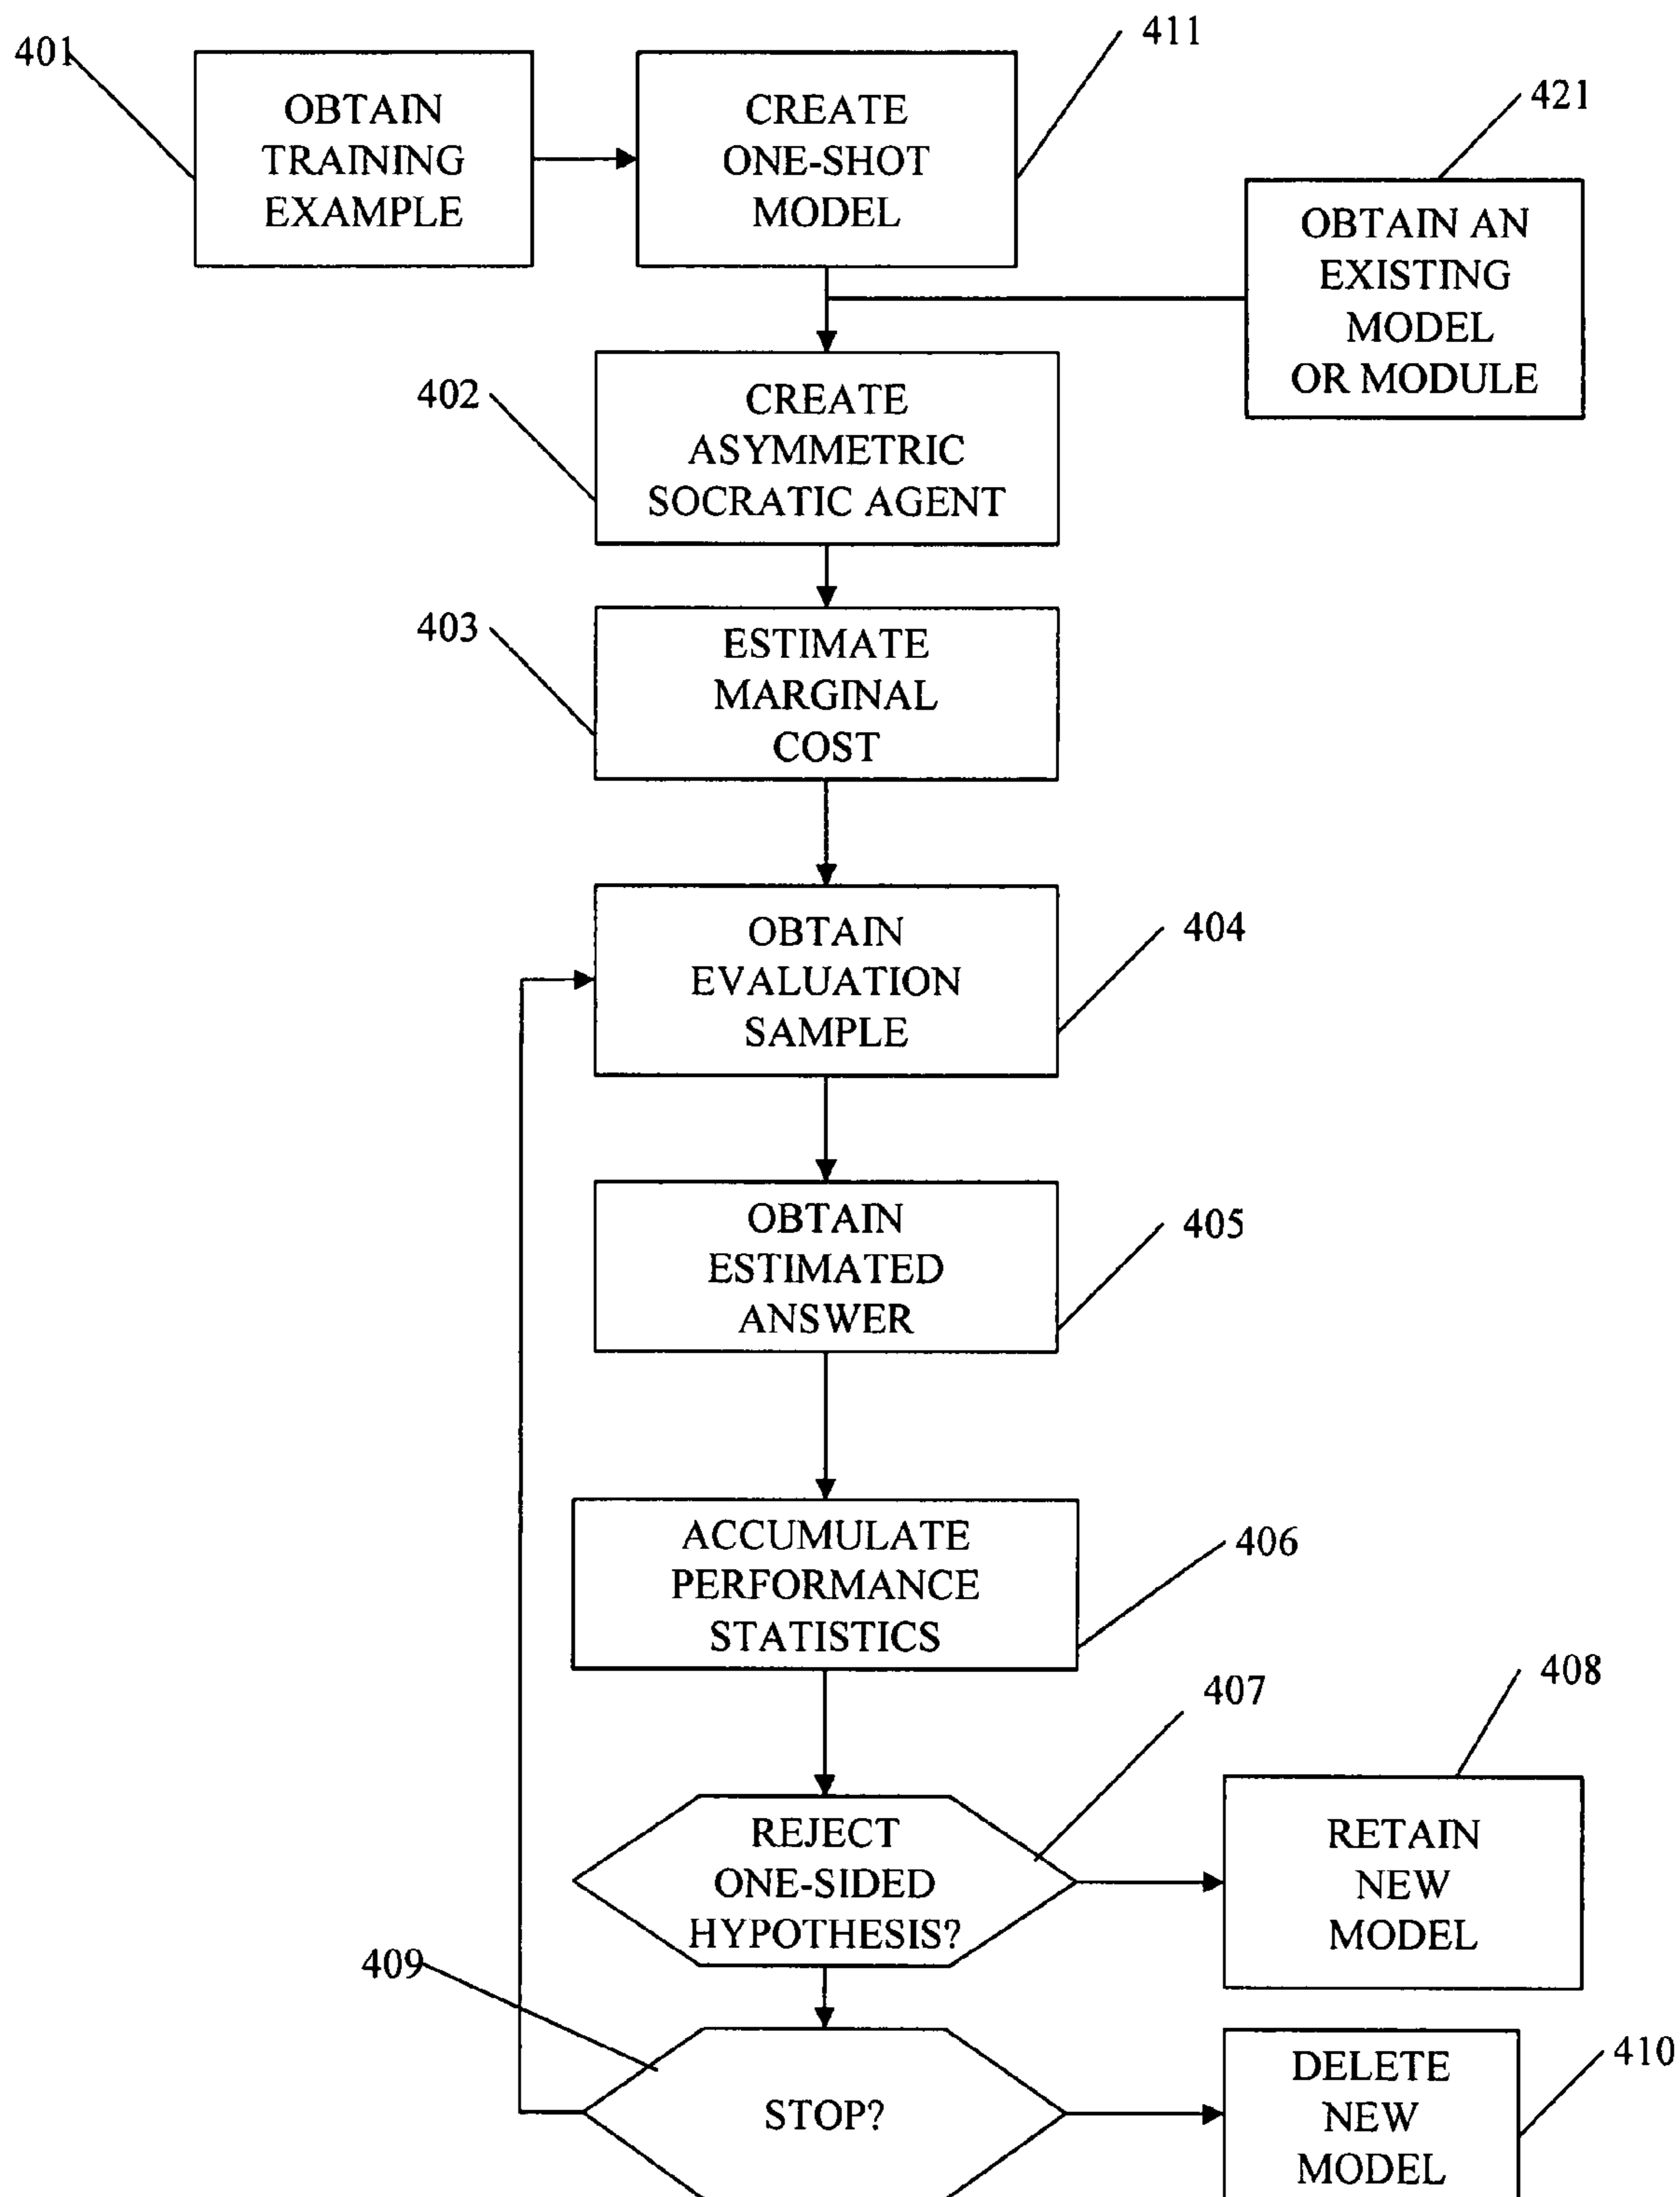 401
OBTAIN
TRAINING
EXAMPLE
CREATE
ONE-SHOT
MODEL
411
421
OBTAIN AN
EXISTING
MODEL
OR MODULE
402
CREATE
ASYMMETRIC
SOCRATIC AGENT
403
ESTIMATE
MARGINAL
COST
OBTAIN
EVALUATION
SAMPLE
404
OBTAIN
ESTIMATED
ANSWER
405
ACCUMULATE
PERFORMANCE
STATISTICS
406
407
408
REJECT
ONE-SIDED
HYPOTHESIS?
RETAIN
NEW
MODEL
409
STOP?
DELETE
NEW
MODEL
410